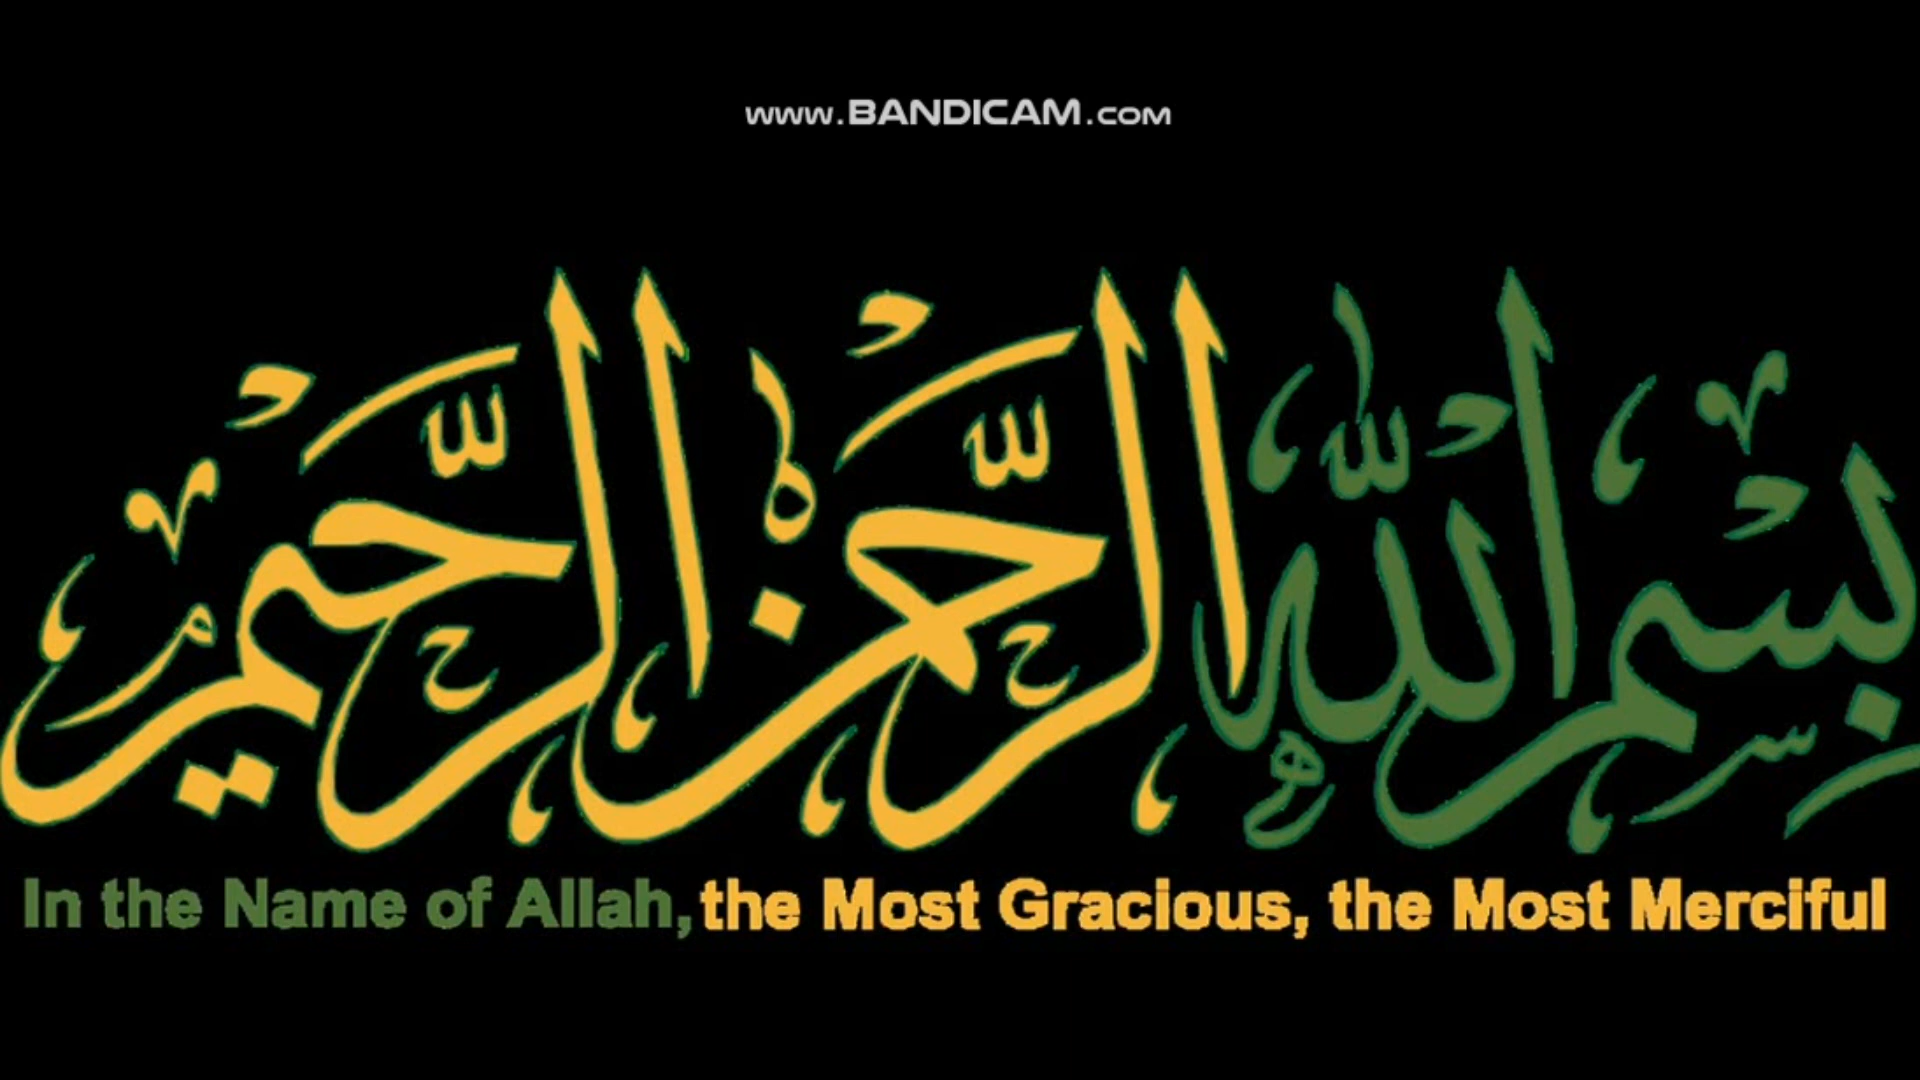 www.BANDICAM.com
بسم الله الرحمن الرحيم
In the Name of Allah, the Most Gracious, the Most Merciful